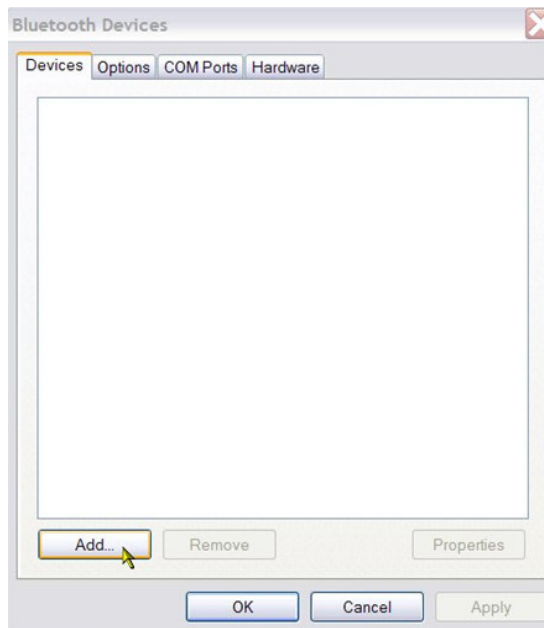 Bluetooth Devices
Devices Options COM Ports Hardware
Add... Remove Properties
OK Cancel Apply